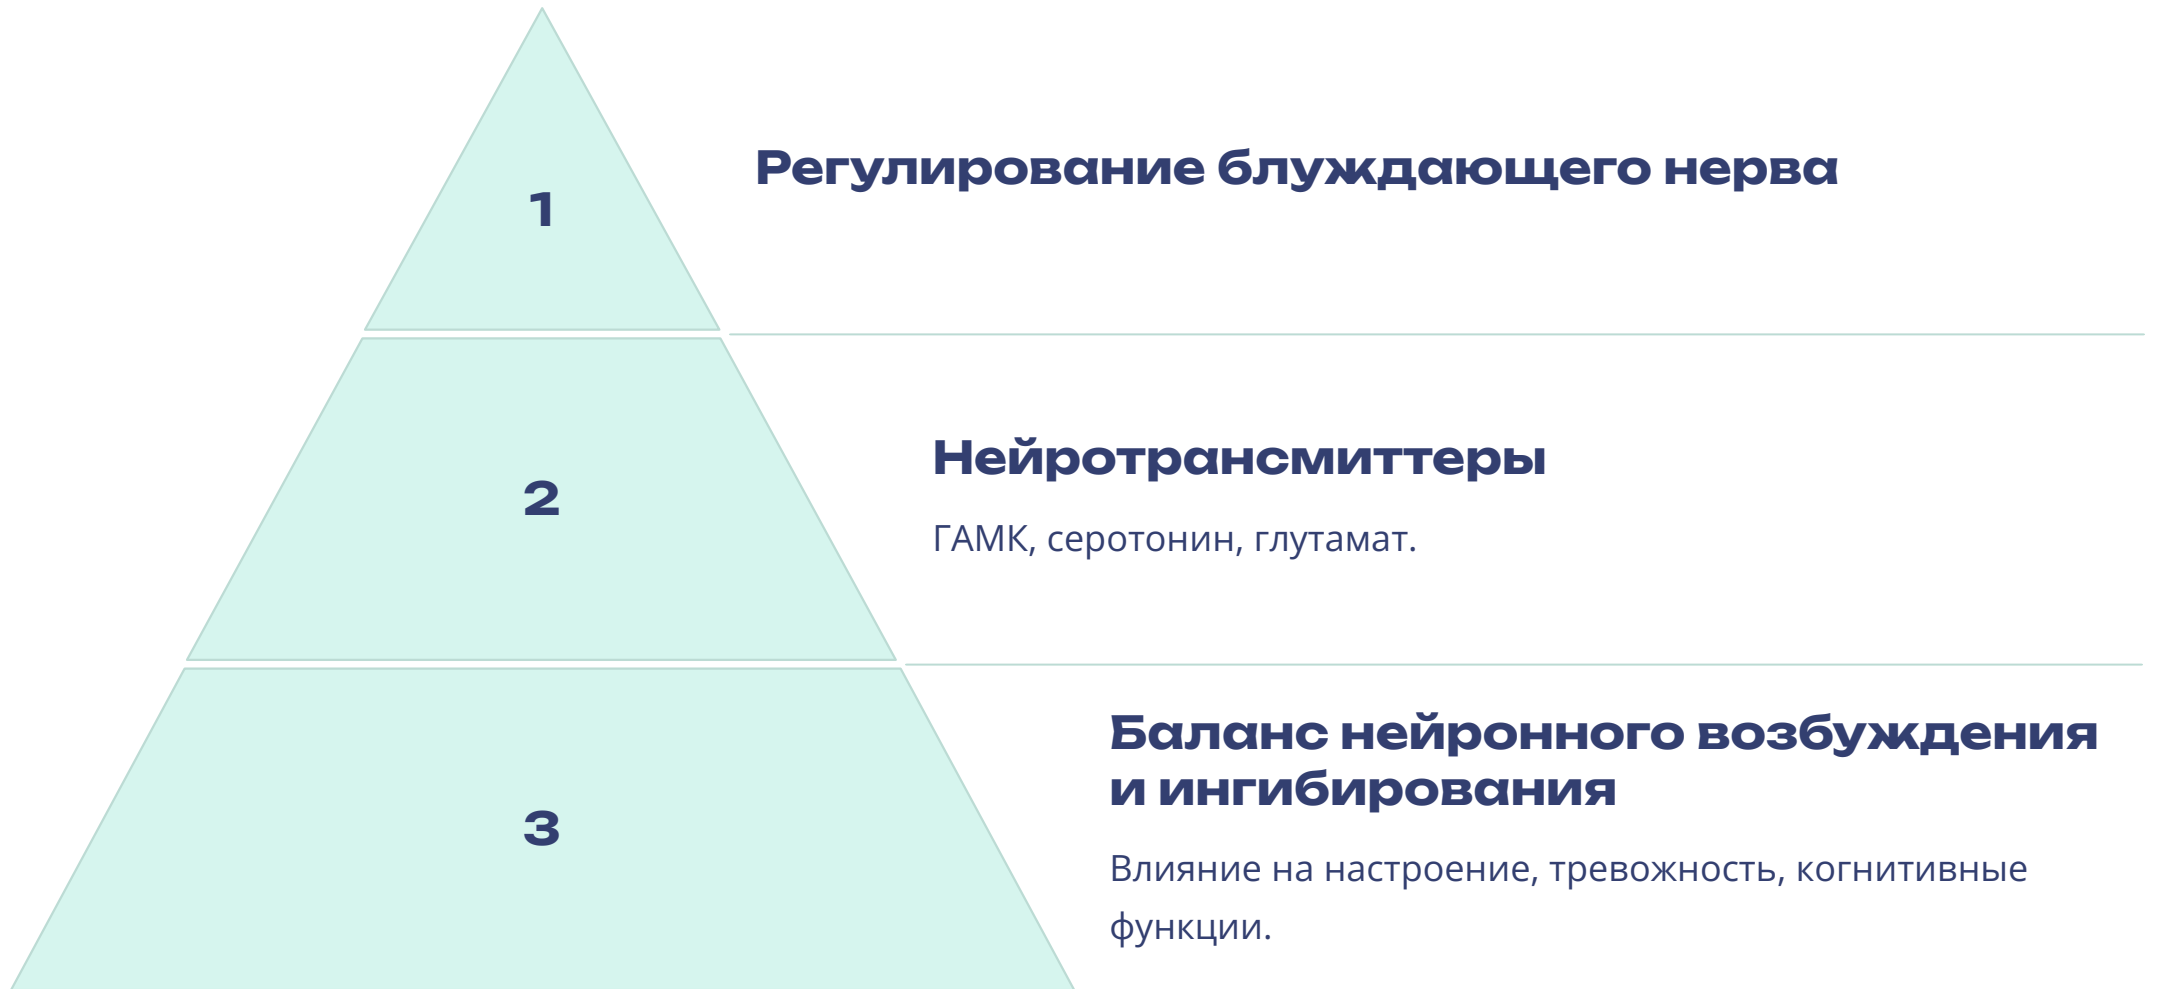 1
Регулирование блуждающего нерва
2
Нейротрансмиттеры
ГАМК, серотонин, глутамат.
3
Баланс нейронного возбуждения
и ингибирования
Влияние на настроение, тревожность, когнитивные
функции.